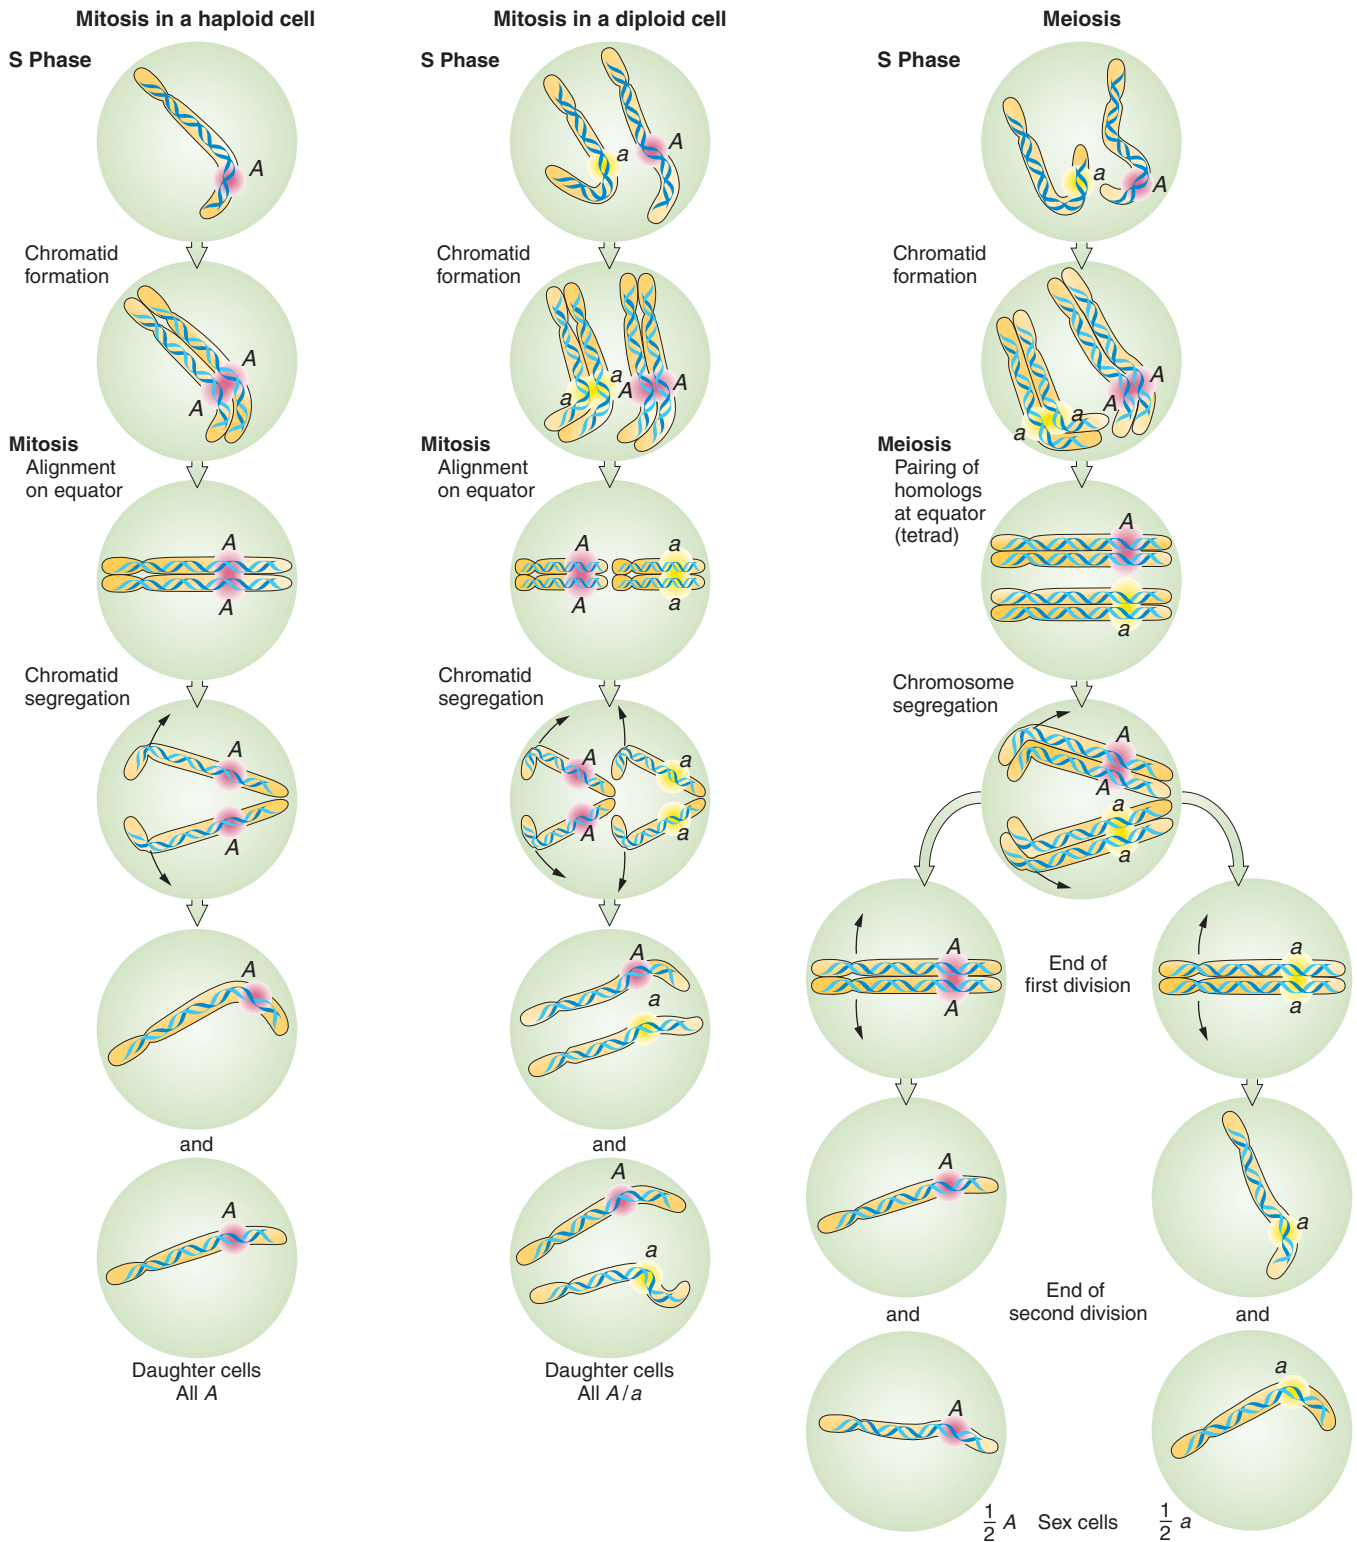 Mitosis in a haploid cell
S Phase
A
Chromatid
formation
A
A
Mitosis
Alignment
on equator
A
A
Chromatid
segregation
A
A
A
and
A
Daughter cells
All A
Mitosis in a diploid cell
S Phase
a
A
Chromatid
formation
a
a
A
A
Mitosis
Alignment
on equator
A
a
A
a
Chromatid
segregation
A
a
A
a
A
a
and
A
a
Daughter cells
All A/a
Meiosis
S Phase
a
A
Chromatid
formation
A
A
a
a
Meiosis
Pairing of
homologs
at equator
(tetrad)
A
a
Chromosome
segregation
A
A
a
a
A
A
End of
first division
a
a
A
a
and
End of
second division
and
A
a
1/2 A Sex cells 1/2 a